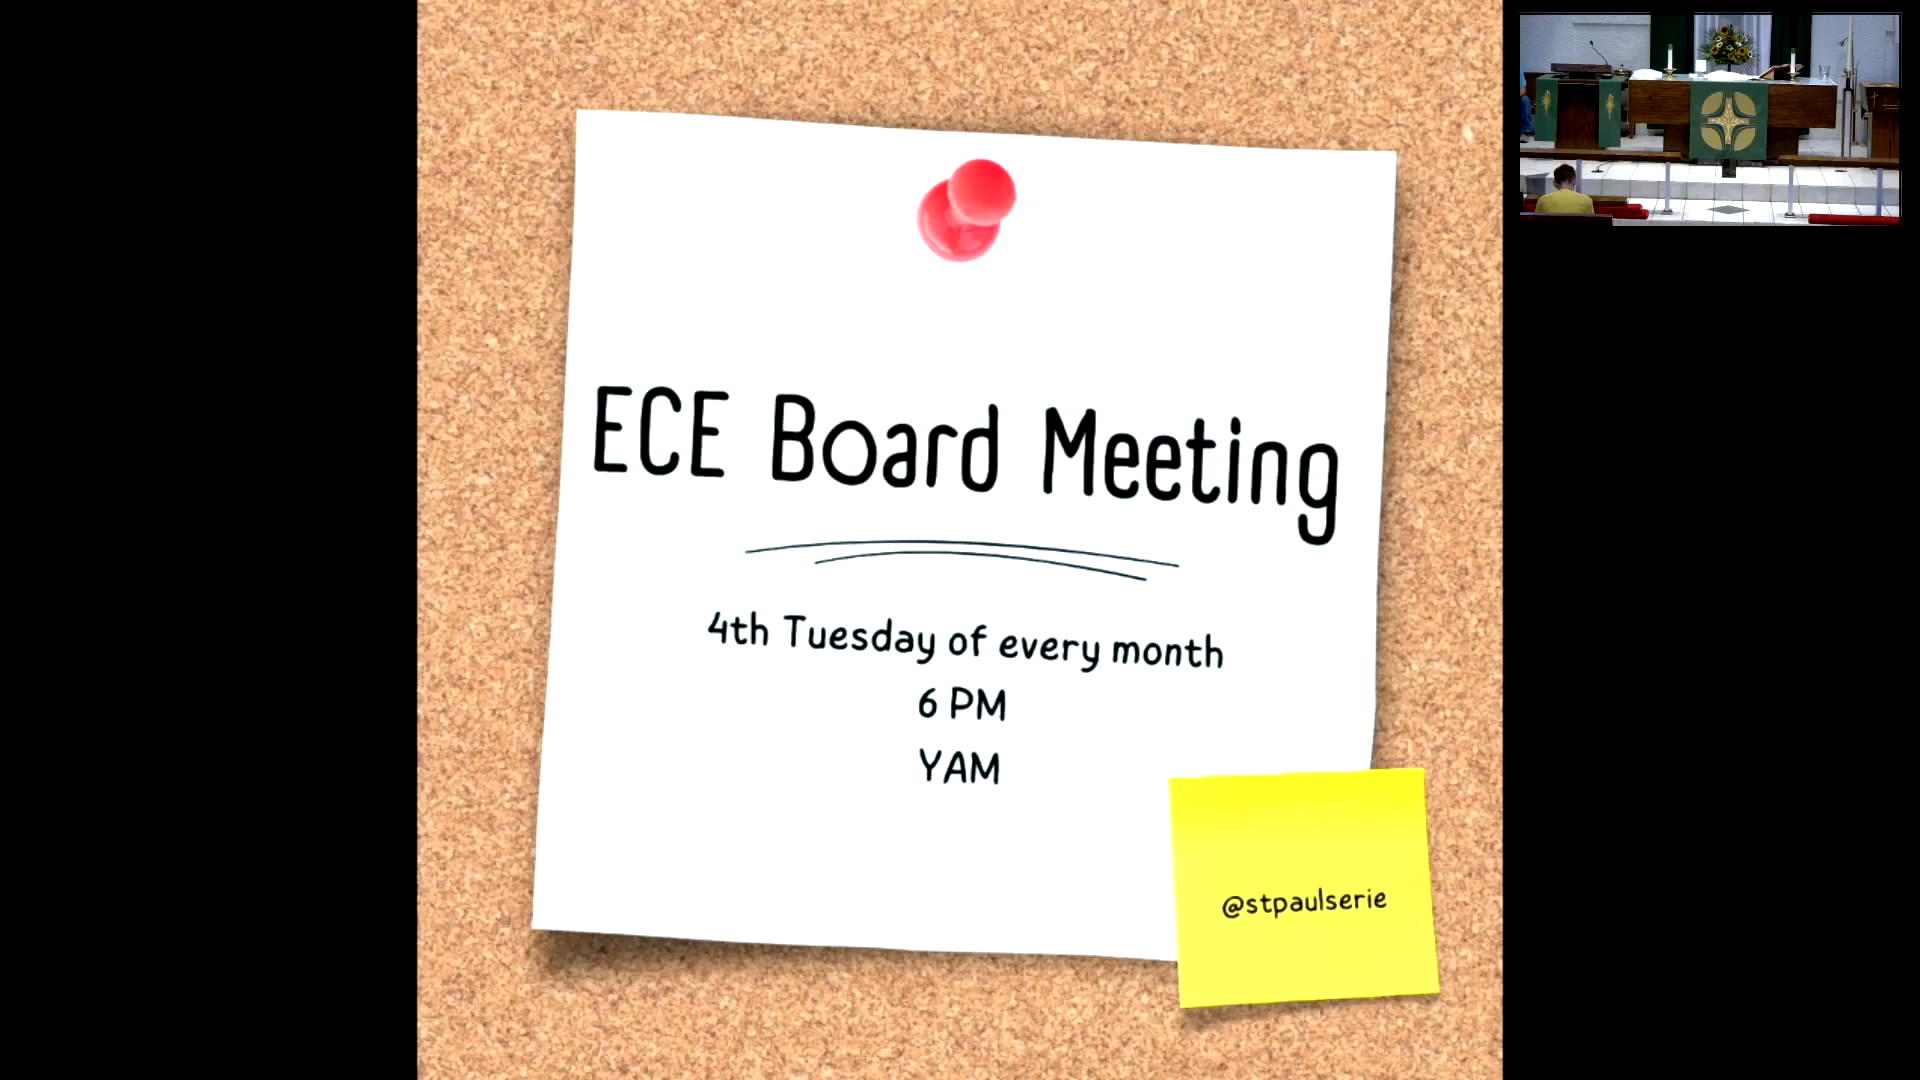 ECE Board Meeting
4th Tuesday of every month
6 PM
YAM
@stpaulserie